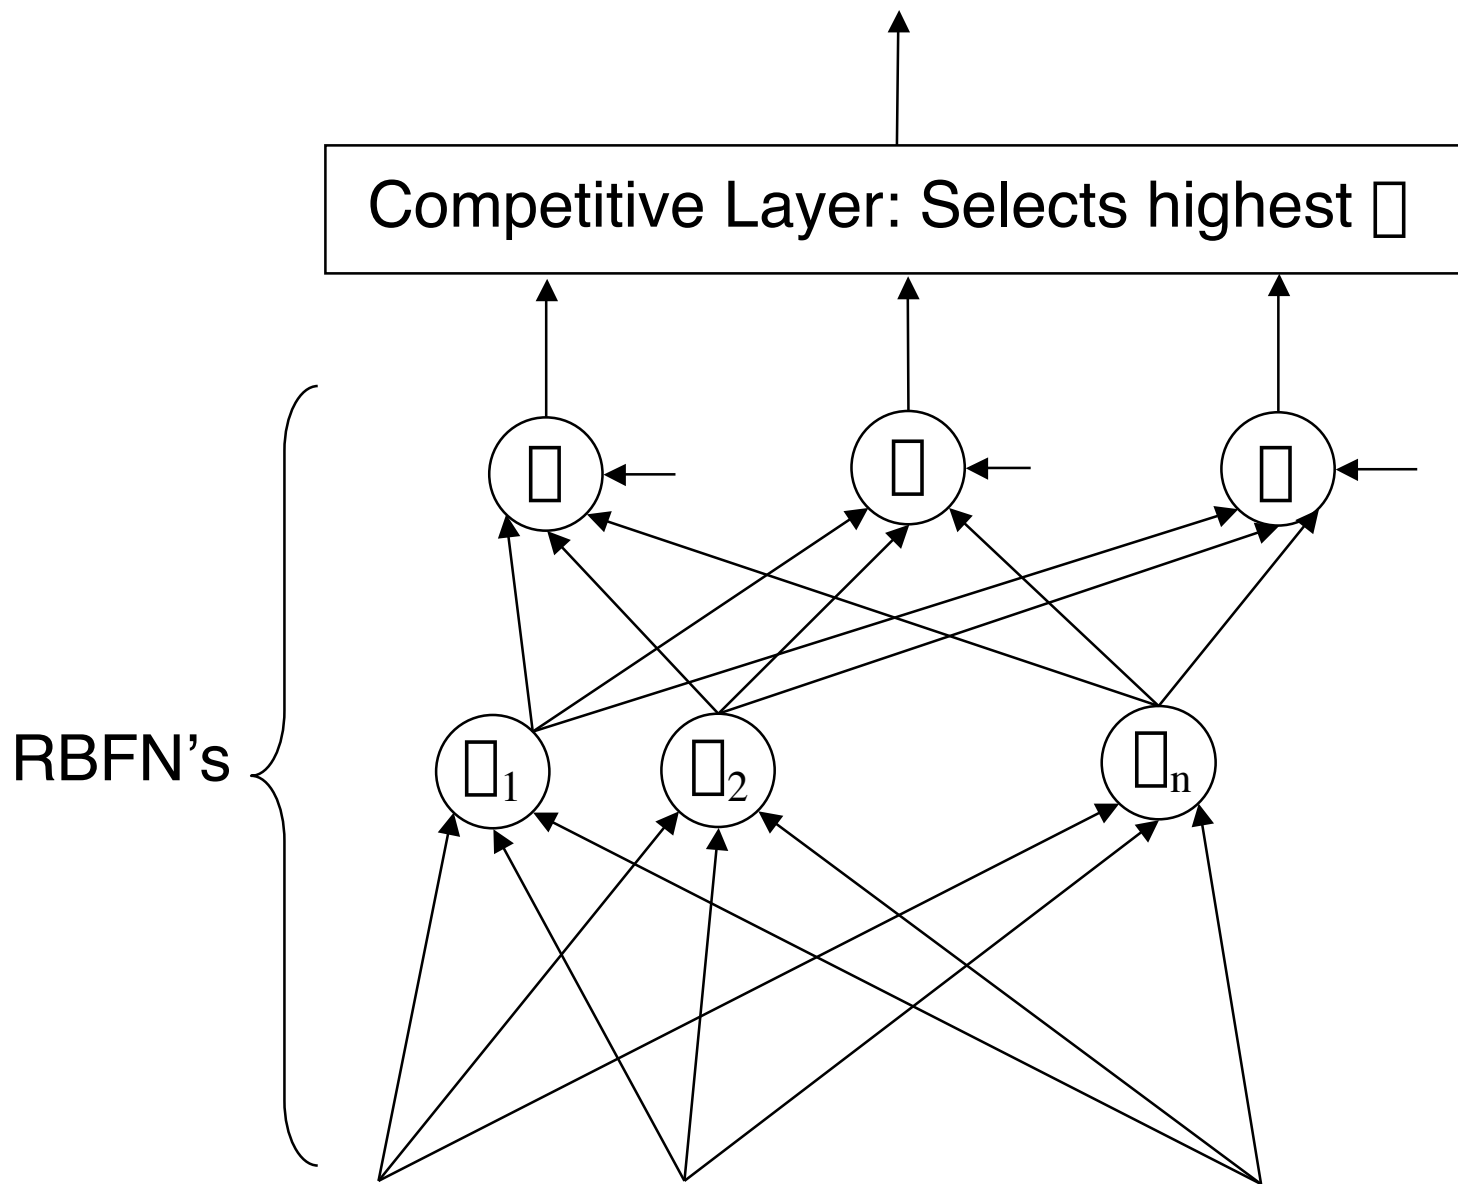 Competitive Layer: Selects highest ▯
▯ ▯ ▯
RBFN's
▯1 ▯2 ▯n